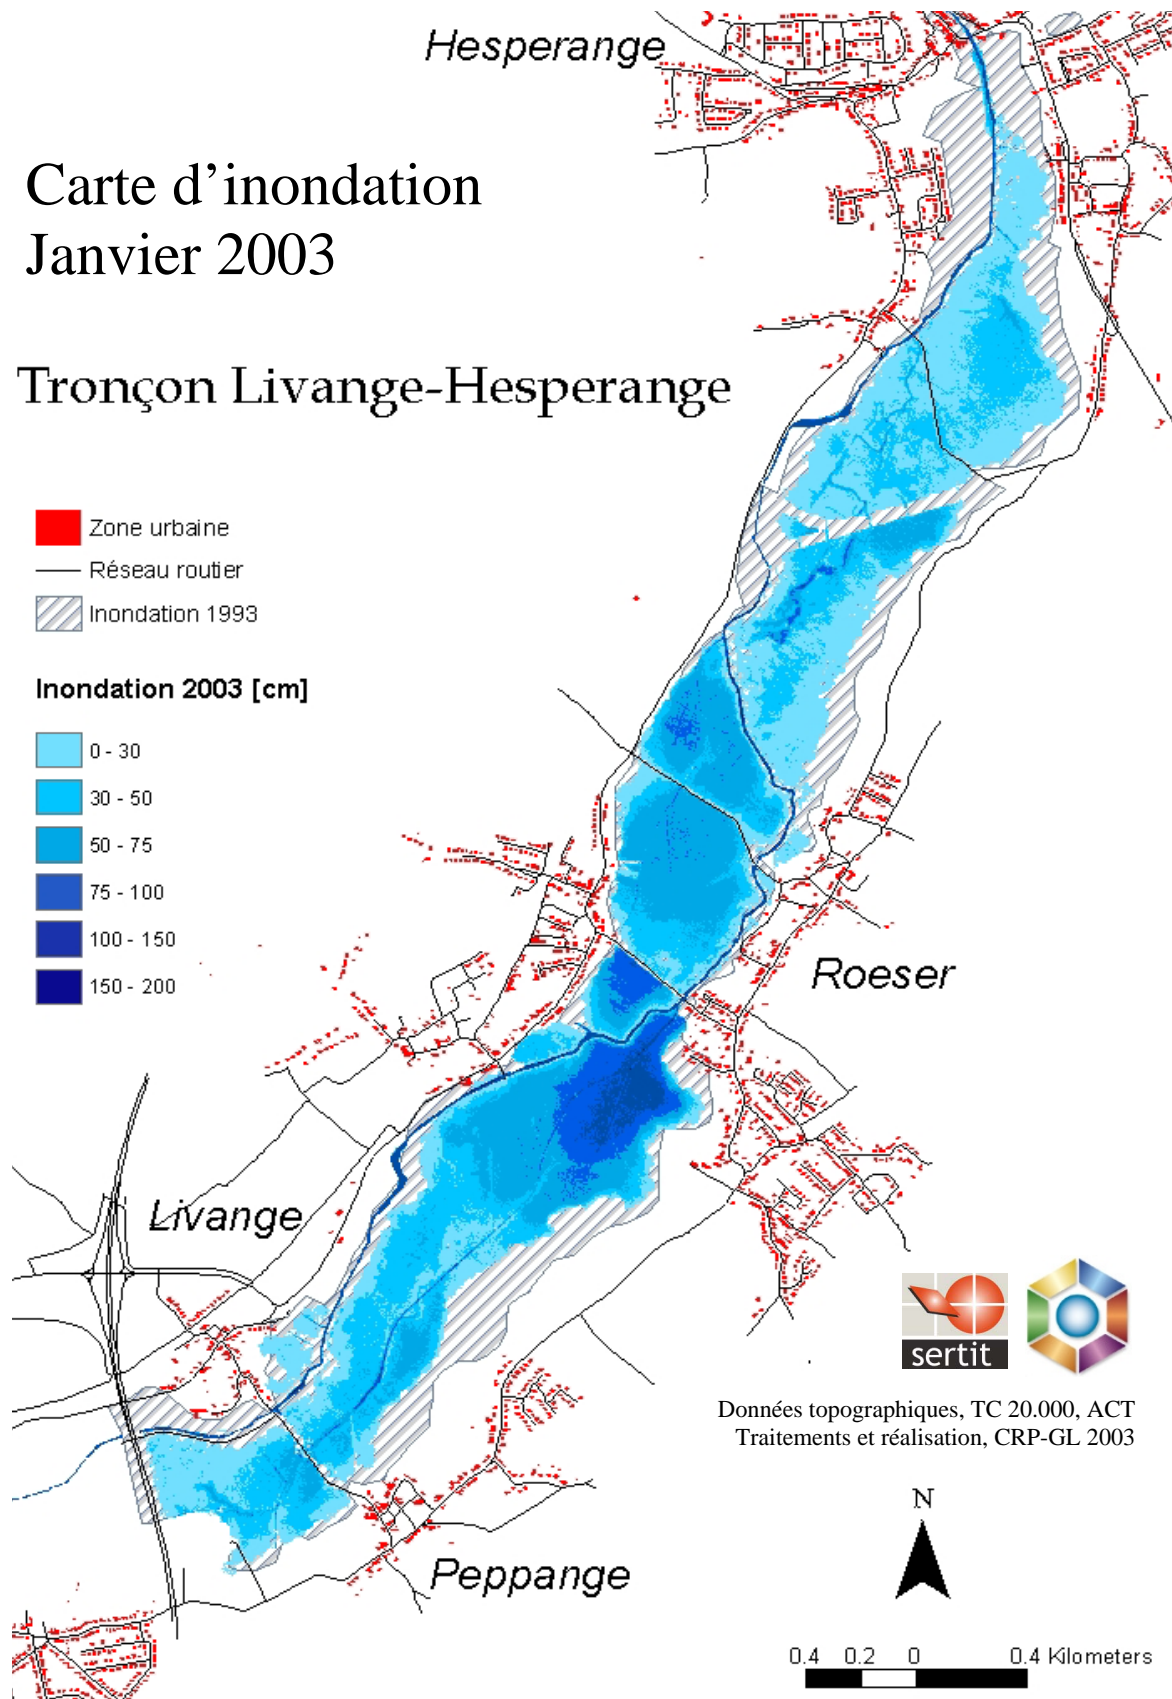 Hesperange
Carte d’inondation
Janvier 2003
Tronçon Livange-Hesperange
Zone urbaine
Réseau routier
Inondation 1993
Inondation 2003 [cm]
0 - 30
30 - 50
50 - 75
75 - 100
100 - 150
150 - 200
Roeser
Livange
sertit
Données topographiques, TC 20.000, ACT
Traitements et réalisation, CRP-GL 2003
N
Peppange
0.4 0.2 0 0.4 Kilometers